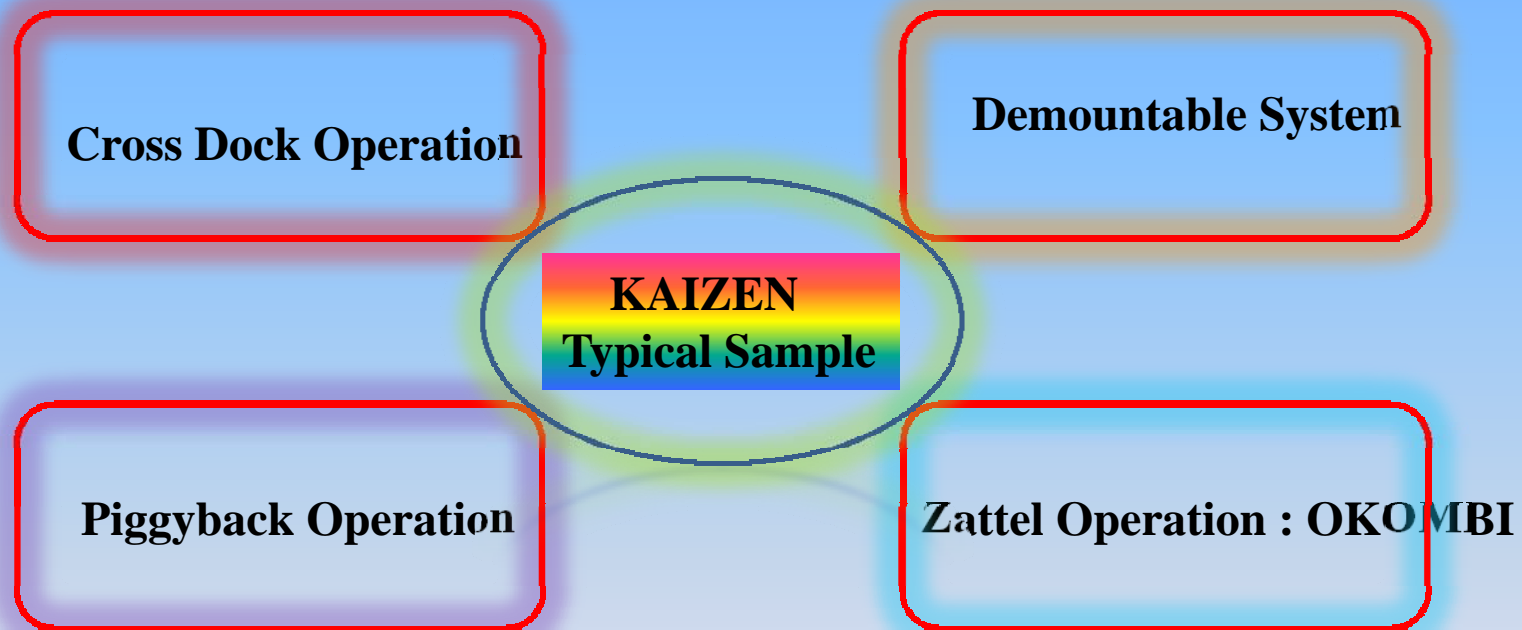 Cross Dock Operation
Demountable System
KAIZEN
Typical Sample
Piggyback Operation
Zattel Operation : OKOMBI